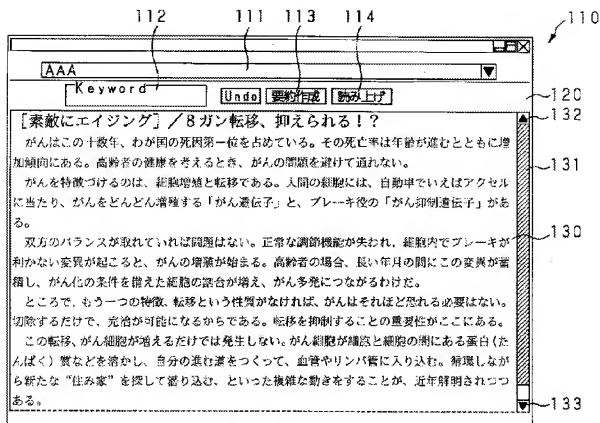 112
111
113
114
110
AAA
Keyword
Undo 要約作成 読み上げ
120
[素敵にエイジング]/8ガン転移、抑えられる!?
132
がんはこの十数年、わが国の死因第一位を占めている。その死亡率は年齢が進むとともに増
加傾向にある。高齢者の健康を考えるとき、がんの問題を避けて通れない。
131
がんを特徴づけるのは、細胞増殖と転移である。人間の細胞には、自動車でいえばアクセル
に当たり、がんをどんどん増殖する「がん遺伝子」と、ブレーキ役の「がん抑制遺伝子」があ
る。
130
双方のバランスが取れていれば問題はない。正常な調節機能が失われ、細胞内でブレーキが
利かない変異が起こると、がんの増殖が始まる。高齢者の場合、長い年月の間にこの変異が蓄
積し、がん化の条件を備えた細胞の割合が増え、がん多発につながるわけだ。
ところで、もう一つの特徴、転移という性質がなければ、がんはそれほど恐れる必要はない。
切除するだけで、完治が可能になるからである。転移を抑制することの重要性がここにある。
この転移、がん細胞が増えるだけでは発生しない。がん細胞が細胞と細胞の間にある蛋白(た
んぱく)質などを溶かし、自分の進む道をつくって、血管やリンパ管に入り込む。循環しなが
ら新たな“住み家”を探して潜り込む、といった複雑な動きをすることが、近年解明されつつ
ある。
133